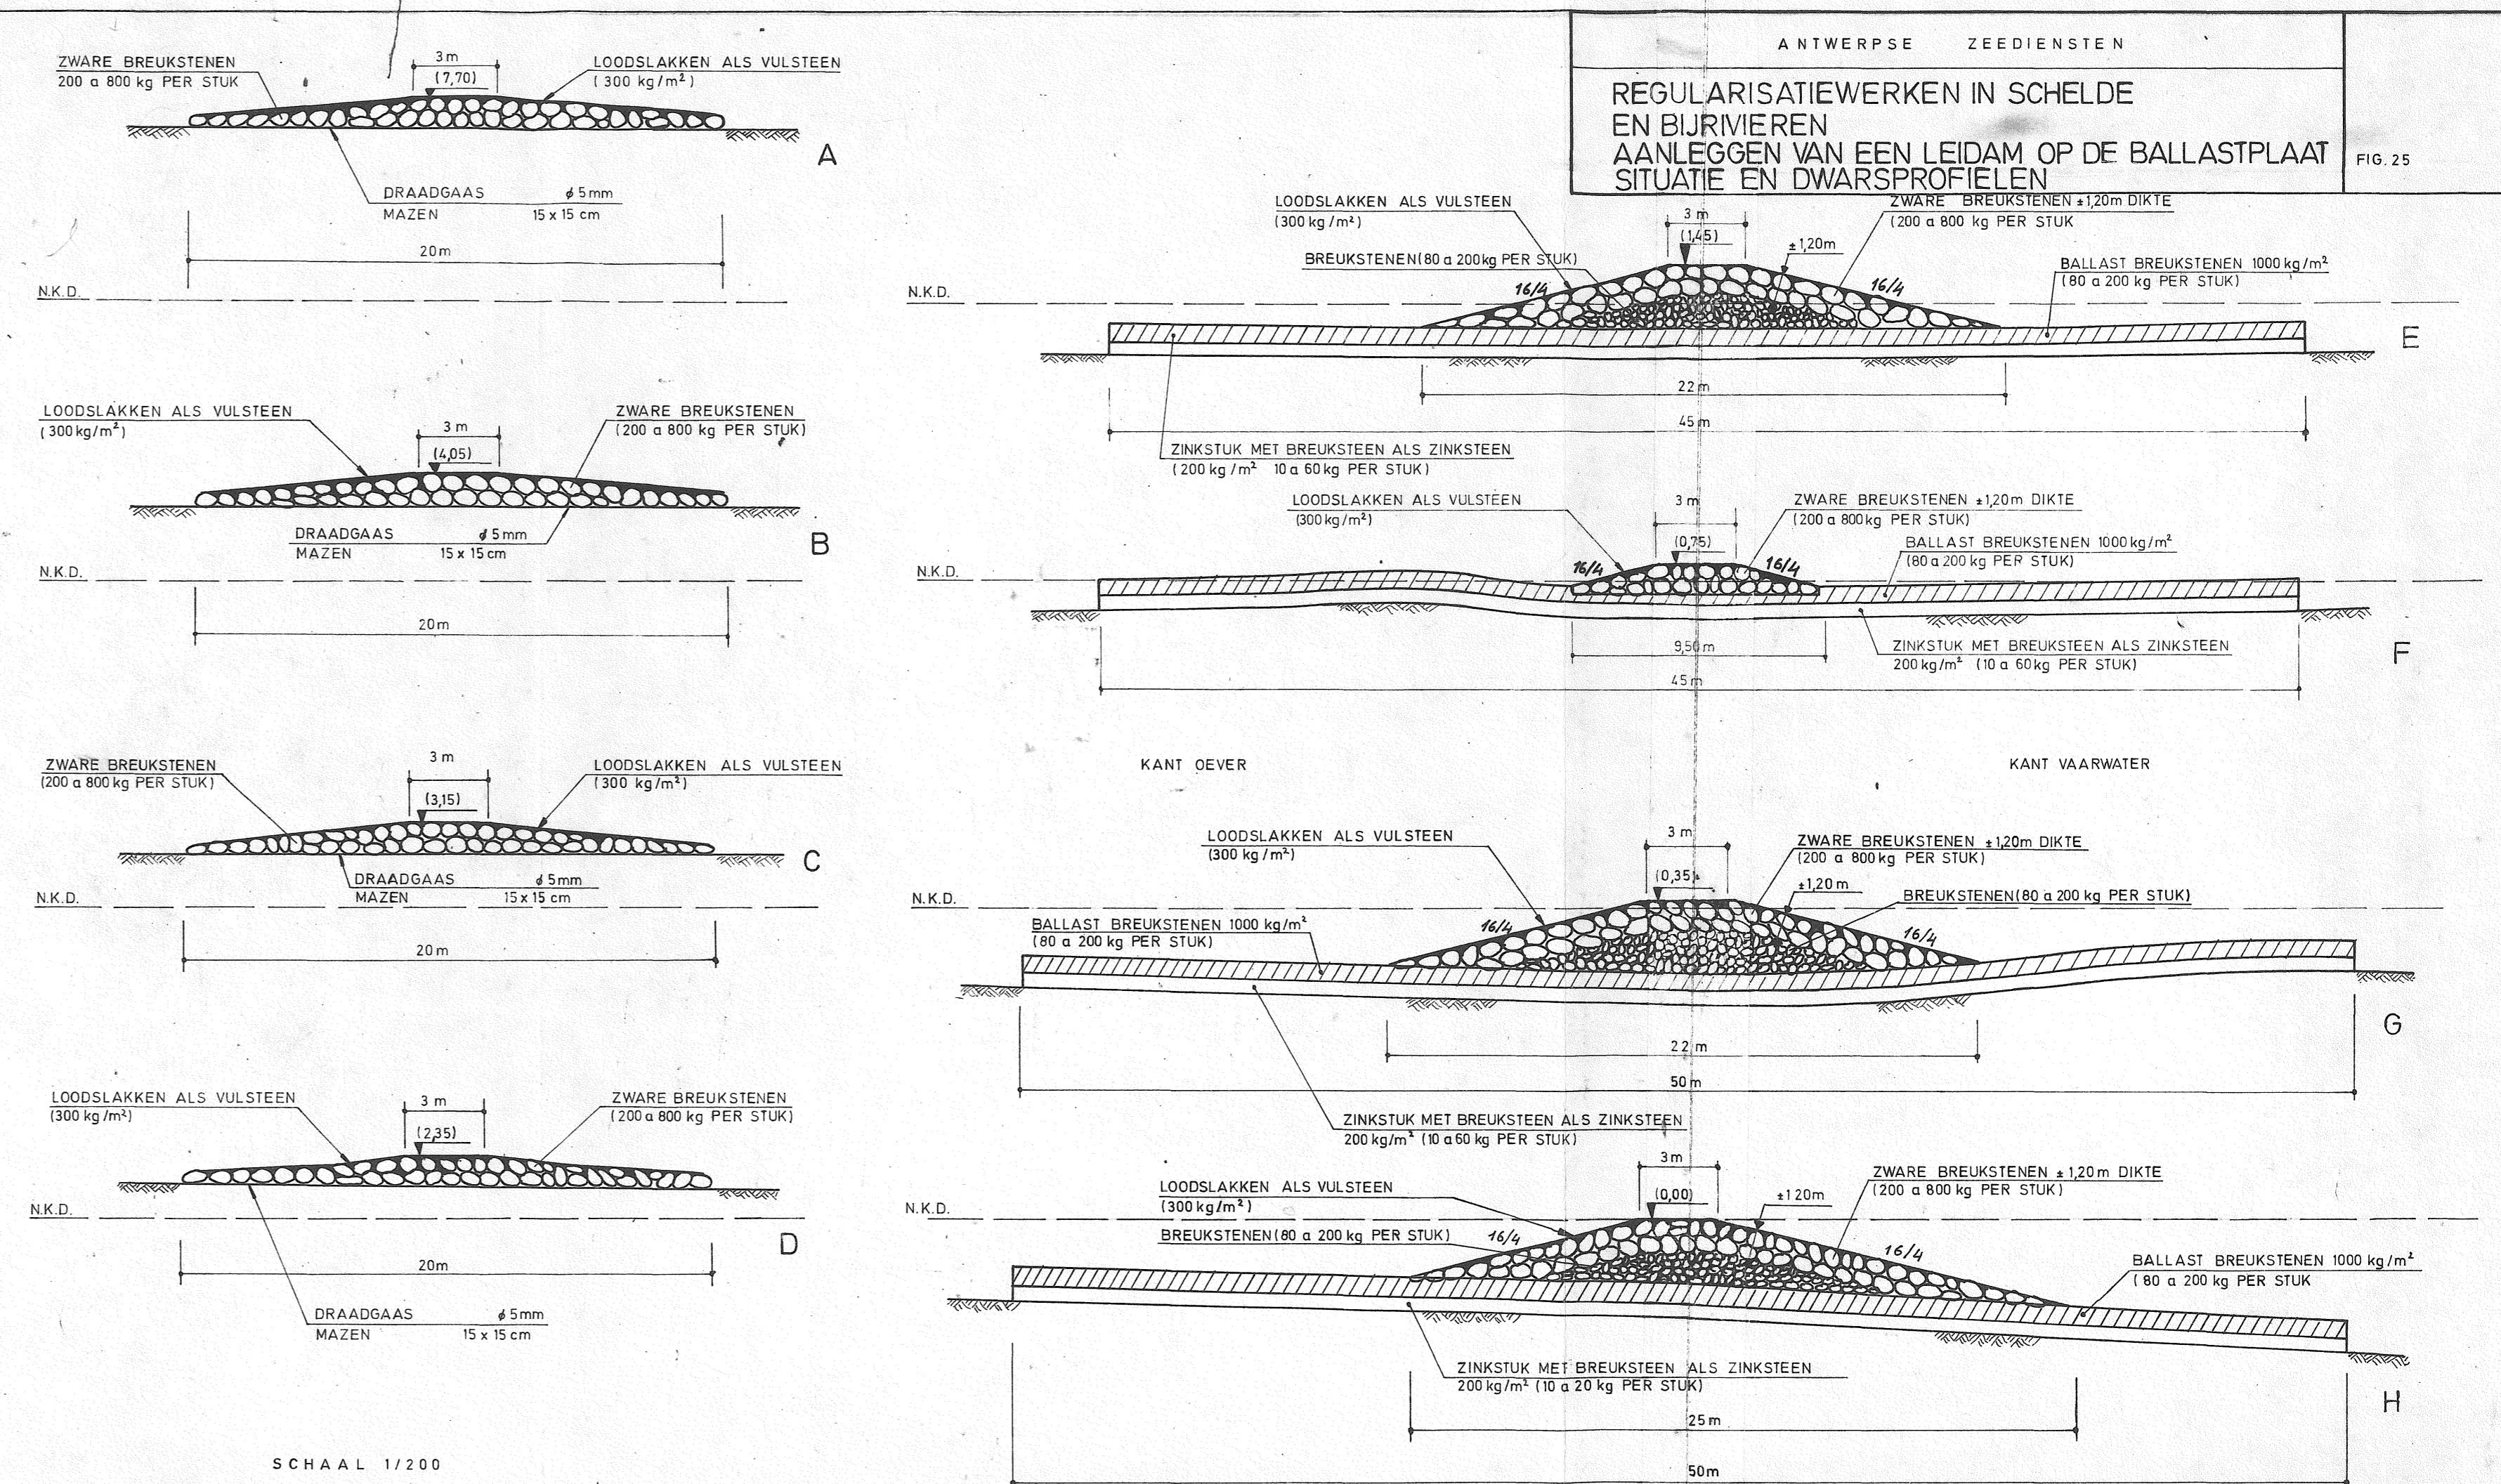 ANTWERPSE ZEEDIENSTEN
REGULARISATIEWERKEN IN SCHELDE
EN BIJRIVIEREN
AANLEGGEN VAN EEN LEIDAM OP DE BALLASTPLAAT
SITUATIE EN DWARSPROFIELEN
FIG. 25
ZWARE BREUKSTENEN
200 a 800 kg PER STUK
3 m
(7,70)
LOODSLAKKEN ALS VULSTEEN
(300 kg/m²)
A
DRAADGAAS ϕ 5 mm
MAZEN 15 x 15 cm
20 m
N.K.D.
LOODSLAKKEN ALS VULSTEEN
(300 kg/m²)
3 m
(4,05)
ZWARE BREUKSTENEN
(200 a 800 kg PER STUK)
DRAADGAAS ϕ 5 mm
MAZEN 15 x 15 cm
B
N.K.D.
20 m
ZWARE BREUKSTENEN
(200 a 800 kg PER STUK)
3 m
(3,15)
LOODSLAKKEN ALS VULSTEEN
(300 kg/m²)
C
DRAADGAAS ϕ 5 mm
MAZEN 15 x 15 cm
N.K.D.
20 m
LOODSLAKKEN ALS VULSTEEN
(300 kg/m²)
3 m
(2,35)
ZWARE BREUKSTENEN
(200 a 800 kg PER STUK)
N.K.D.
D
20 m
DRAADGAAS ϕ 5 mm
MAZEN 15 x 15 cm
SCHAAL 1/200
LOODSLAKKEN ALS VULSTEEN
(300 kg/m²)
3 m
(1,45)
ZWARE BREUKSTENEN ±1,20m DIKTE
(200 a 800 kg PER STUK
±1,20m
BREUKSTENEN (80 a 200 kg PER STUK)
BALLAST BREUKSTENEN 1000 kg/m²
(80 a 200 kg PER STUK)
N.K.D.
16/4
16/4
E
22 m
45 m
ZINKSTUK MET BREUKSTEEN ALS ZINKSTEEN
(200 kg/m² 10 a 60 kg PER STUK)
LOODSLAKKEN ALS VULSTEEN
(300 kg/m²)
3 m
(0,75)
ZWARE BREUKSTENEN ±1,20m DIKTE
(200 a 800 kg PER STUK)
BALLAST BREUKSTENEN 1000 kg/m²
(80 a 200 kg PER STUK)
N.K.D.
16/4
16/4
9,50 m
ZINKSTUK MET BREUKSTEEN ALS ZINKSTEEN
200 kg/m² (10 a 60 kg PER STUK)
F
45 m
KANT OEVER
KANT VAARWATER
LOODSLAKKEN ALS VULSTEEN
(300 kg/m²)
3 m
(0,35)
ZWARE BREUKSTENEN ±1,20m DIKTE
(200 a 800 kg PER STUK)
±1,20 m
BREUKSTENEN (80 a 200 kg PER STUK)
N.K.D.
BALLAST BREUKSTENEN 1000 kg/m²
(80 a 200 kg PER STUK)
16/4
16/4
G
22 m
50 m
ZINKSTUK MET BREUKSTEEN ALS ZINKSTEEN
200 kg/m² (10 a 60 kg PER STUK)
3 m
(0,00)
LOODSLAKKEN ALS VULSTEEN
(300 kg/m²)
±1 20m
ZWARE BREUKSTENEN ± 1,20 m DIKTE
(200 a 800 kg PER STUK)
N.K.D.
BREUKSTENEN (80 a 200 kg PER STUK)
16/4
16/4
BALLAST BREUKSTENEN 1000 kg/m²
(80 a 200 kg PER STUK
ZINKSTUK MET BREUKSTEEN ALS ZINKSTEEN
200 kg/m² (10 a 20 kg PER STUK)
H
25 m
50 m